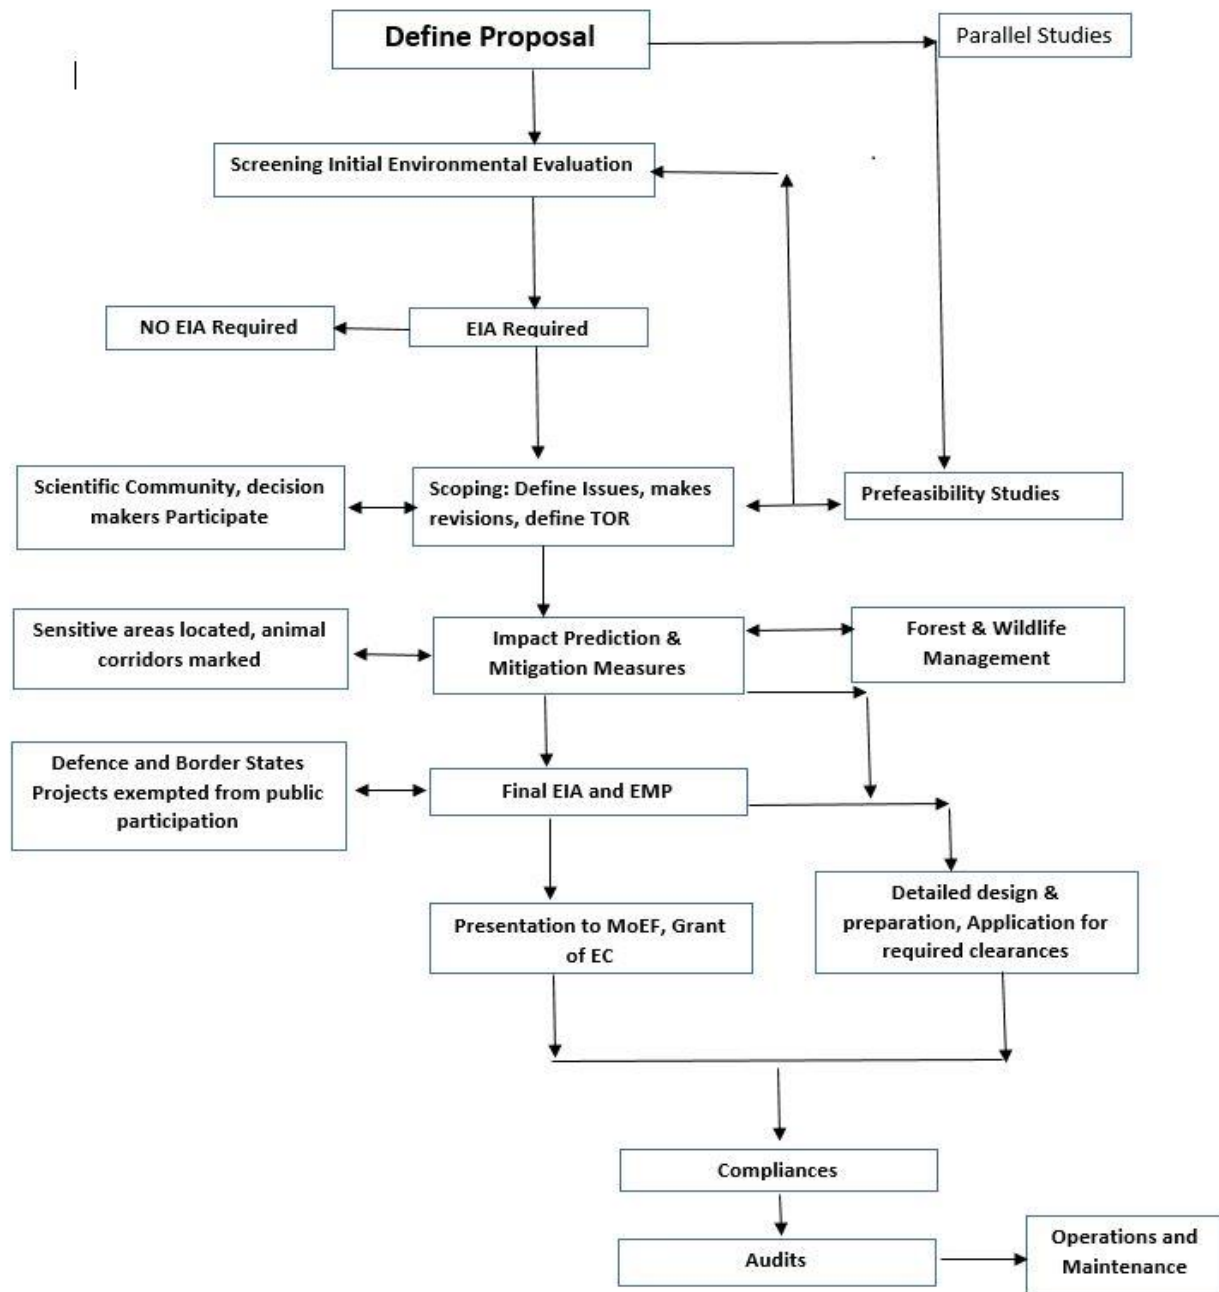 Define Proposal
Parallel Studies
Screening Initial Environmental Evaluation
NO EIA Required
EIA Required
Scientific Community, decision
makers Participate
Scoping: Define Issues, makes
revisions, define TOR
Prefeasibility Studies
Sensitive areas located, animal
corridors marked
Impact Prediction &
Mitigation Measures
Forest & Wildlife
Management
Defence and Border States
Projects exempted from public
participation
Final EIA and EMP
Presentation to MoEF, Grant
of EC
Detailed design &
preparation, Application for
required clearances
Compliances
Audits
Operations and
Maintenance